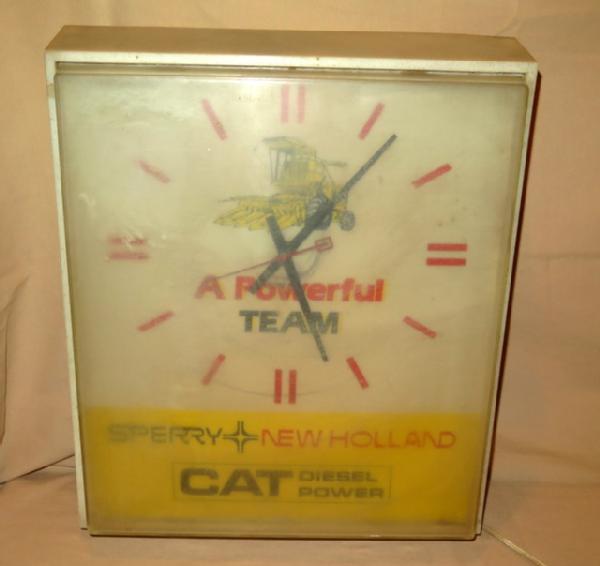 A Powerful
TEAM
SPERRY NEW HOLLAND
CAT DIESEL
POWER